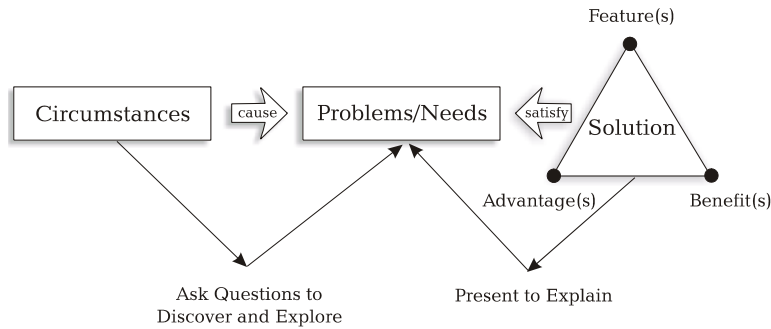 Feature(s)
Circumstances
cause
Problems/Needs
satisfy
Solution
Advantage(s)
Benefit(s)
Ask Questions to
Discover and Explore
Present to Explain